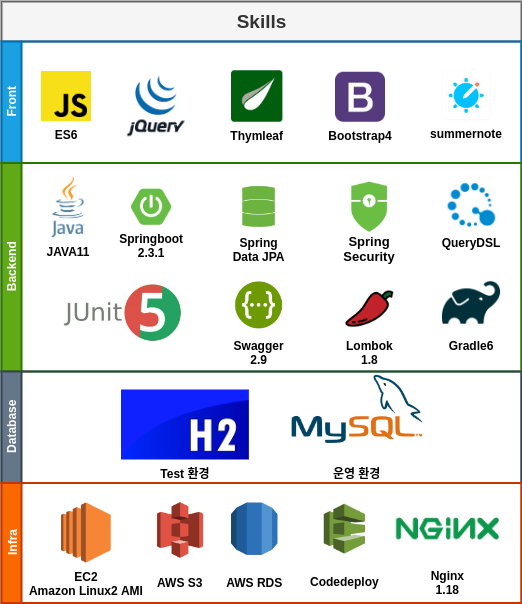 Skills
Front
JS
ES6
jQuery
Thymleaf
B
Bootstrap4
summernote
Backend
Java
JAVA11
Springboot
2.3.1
Spring
Data JPA
Spring
Security
QueryDSL
JUnit 5
{···}
Swagger
2.9
Lombok
1.8
Gradle6
Database
H2
Test 환경
MySQL
운영 환경
Infra
EC2
Amazon Linux2 AMI
AWS S3
AWS RDS
Codedeploy
NGINX
Nginx
1.18